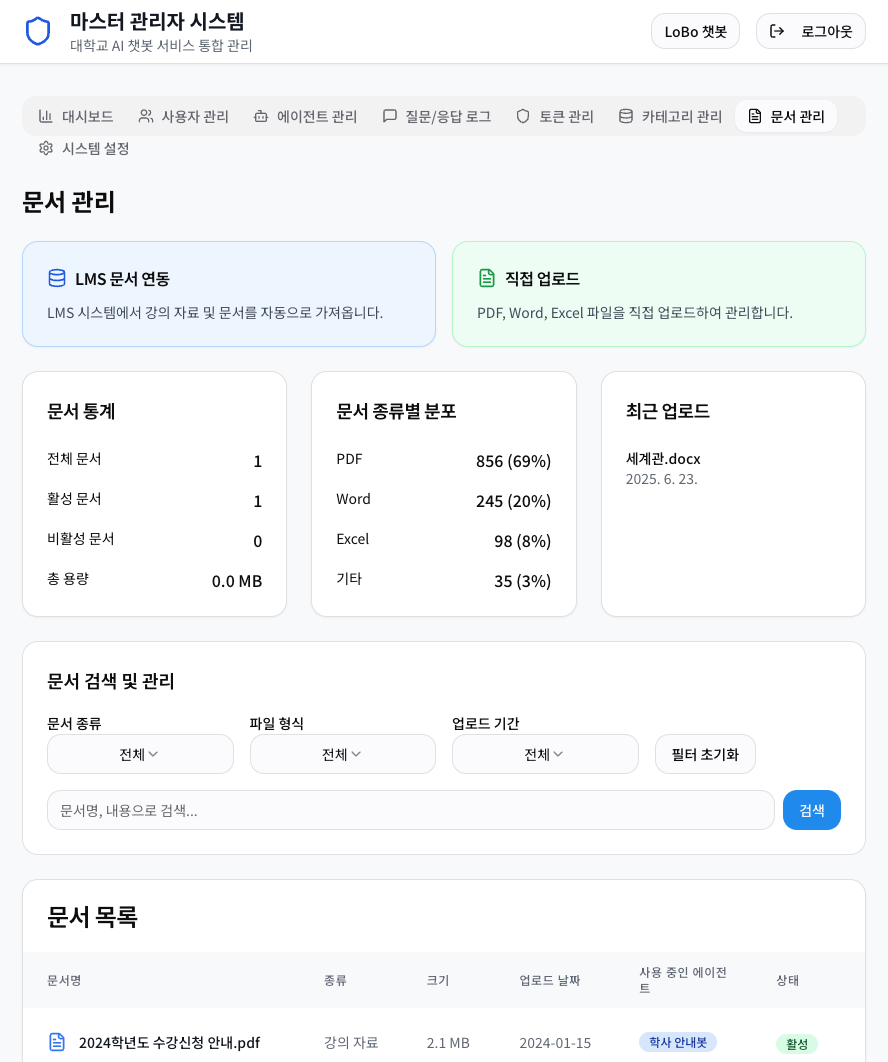 마스터 관리자 시스템
대학교 AI 챗봇 서비스 통합 관리
LoBo 챗봇
로그아웃
대시보드
사용자 관리
에이전트 관리
질문/응답 로그
토큰 관리
카테고리 관리
문서 관리
시스템 설정
문서 관리
LMS 문서 연동
LMS 시스템에서 강의 자료 및 문서를 자동으로 가져옵니다.
직접 업로드
PDF, Word, Excel 파일을 직접 업로드하여 관리합니다.
문서 통계
전체 문서 1
활성 문서 1
비활성 문서 0
총 용량 0.0 MB
문서 종류별 분포
PDF 856 (69%)
Word 245 (20%)
Excel 98 (8%)
기타 35 (3%)
최근 업로드
세계관.docx
2025. 6. 23.
문서 검색 및 관리
문서 종류
전체
파일 형식
전체
업로드 기간
전체
필터 초기화
문서명, 내용으로 검색...
검색
문서 목록
문서명 종류 크기 업로드 날짜 사용 중인 에이전
트 상태
2024학년도 수강신청 안내.pdf 강의 자료 2.1 MB 2024-01-15 학사 안내봇 활성